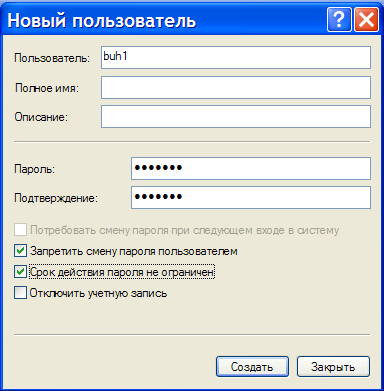 Новый пользователь
Пользователь: buh1
Полное имя:
Описание:
Пароль: •••••••
Подтверждение: •••••••
Потребовать смену пароля при следующем входе в систему
Запретить смену пароля пользователем
Срок действия пароля не ограничен
Отключить учетную запись
Создать Закрыть